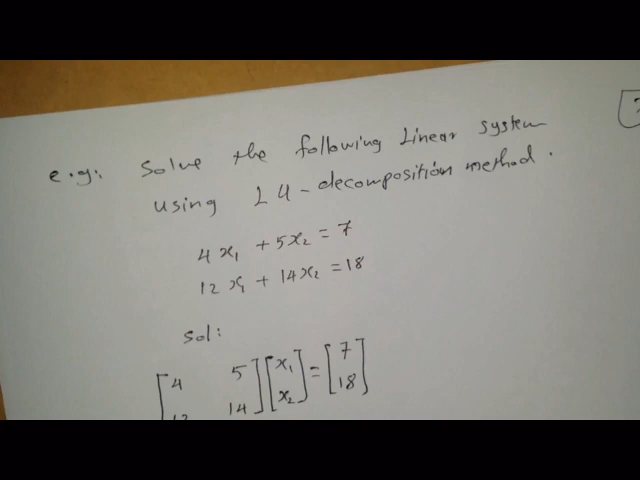 e.g: Solve the following Linear system
using LU-decomposition method.
4x₁ + 5x₂ = 7
12x₁ + 14x₂ = 18
Sol:
[4 5] [x₁] = [7]
[12 14] [x₂] [18]